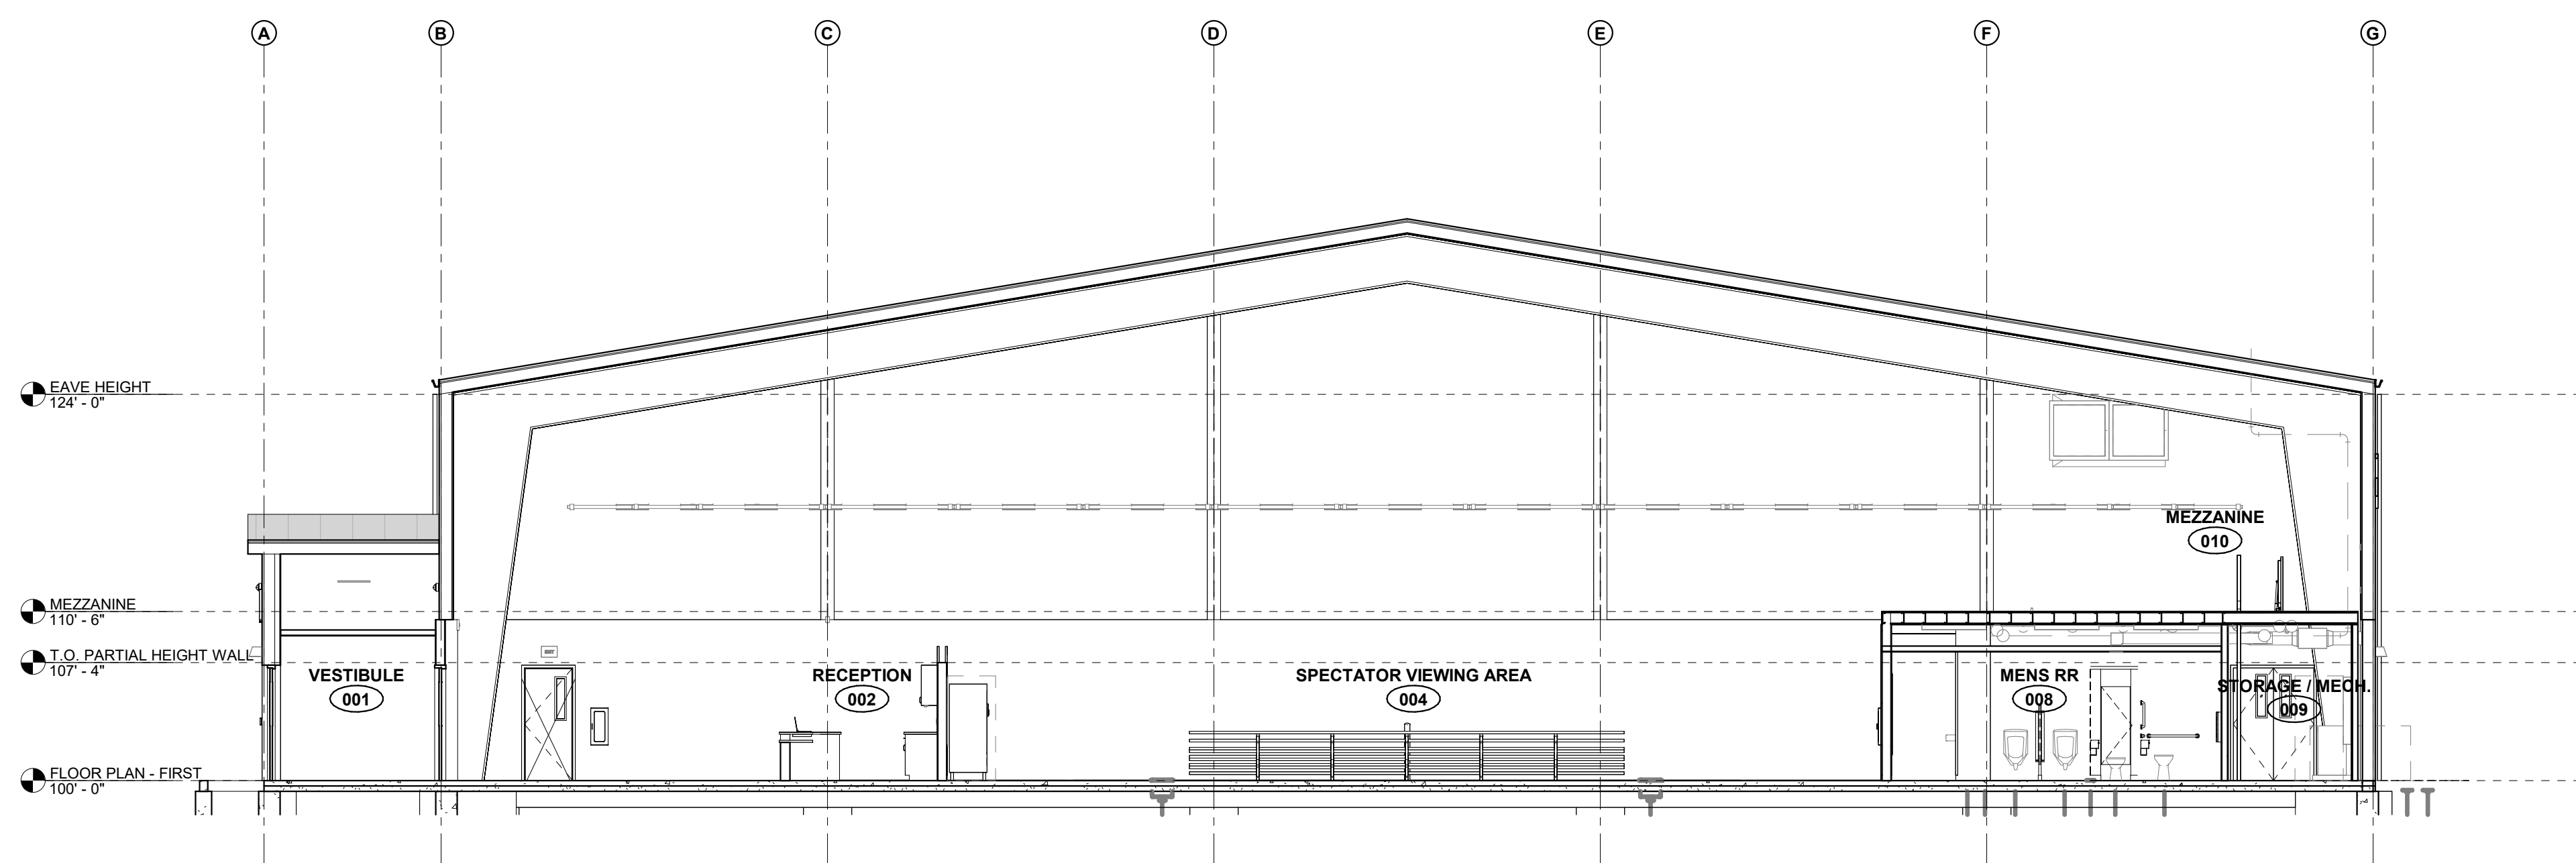 A B C D E F G
EAVE HEIGHT
124' - 0"
MEZZANINE
010
MEZZANINE
110' - 6"
T.O. PARTIAL HEIGHT WALL
107' - 4"
VESTIBULE
001
EXIT
RECEPTION
002
SPECTATOR VIEWING AREA
004
MENS RR
008
STORAGE / MECH.
009
FLOOR PLAN - FIRST
100' - 0"